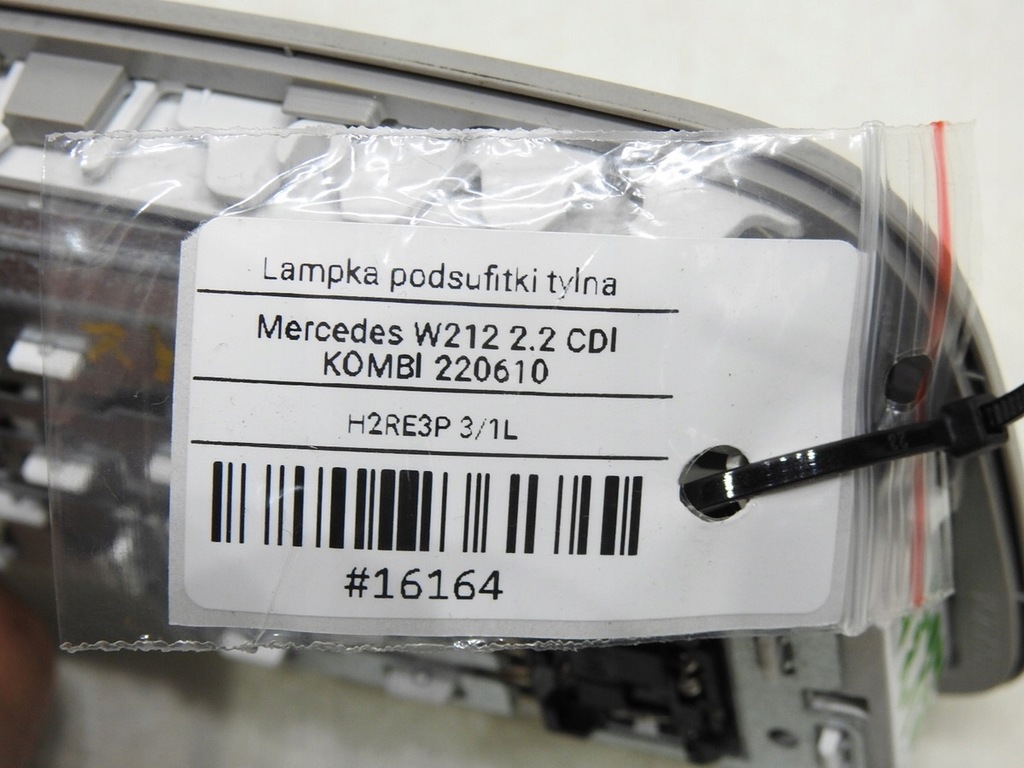 Lampka podsufitki tylna
Mercedes W212 2.2 CDI
KOMBI 220610
H2RE3P 3/1L
#16164